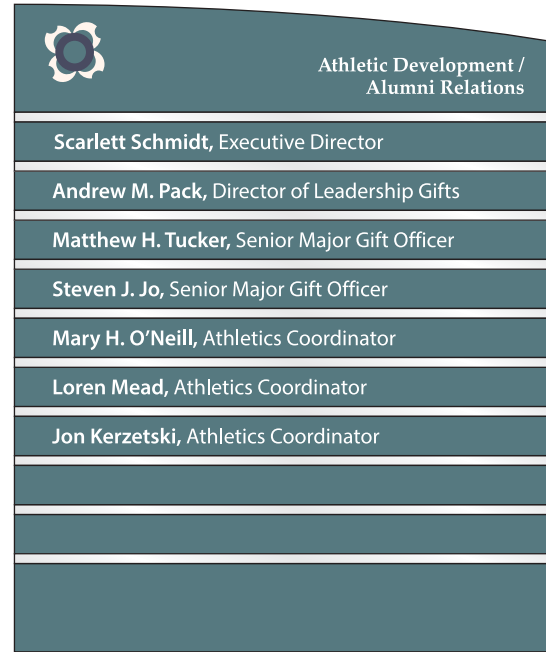 Athletic Development /
Alumni Relations
Scarlett Schmidt, Executive Director
Andrew M. Pack, Director of Leadership Gifts
Matthew H. Tucker, Senior Major Gift Officer
Steven J. Jo, Senior Major Gift Officer
Mary H. O’Neill, Athletics Coordinator
Loren Mead, Athletics Coordinator
Jon Kerzetski, Athletics Coordinator